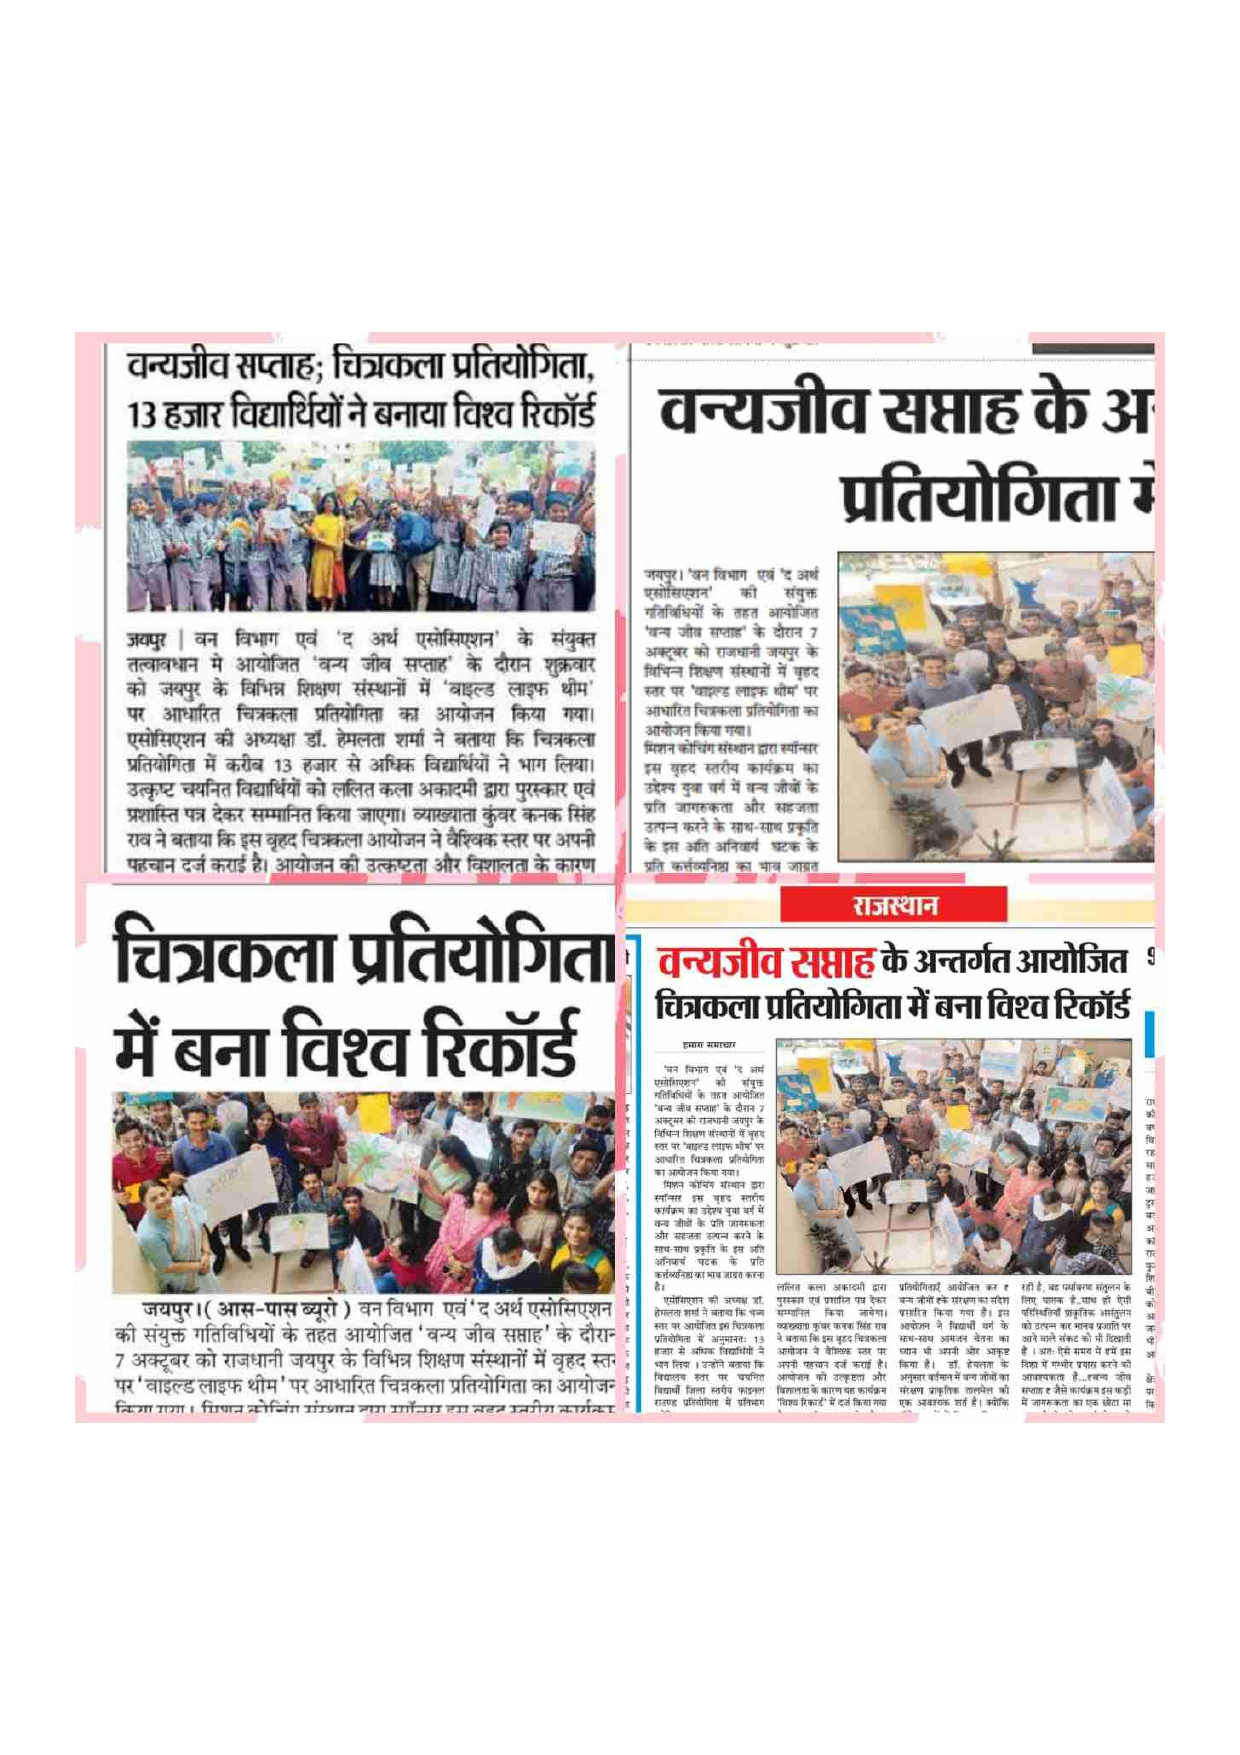 वन्यजीव सप्ताह; चित्रकला प्रतियोगिता,
13 हजार विद्यार्थियों ने बनाया विश्व रिकॉर्ड
जयपुर | वन विभाग एवं 'द अर्थ एसोसिएशन' के संयुक्त
तत्वावधान मे आयोजित 'वन्य जीव सप्ताह' के दौरान शुक्रवार
को जयपुर के विभिन्न शिक्षण संस्थानों में 'वाइल्ड लाइफ थीम'
पर आधारित चित्रकला प्रतियोगिता का आयोजन किया गया।
एसोसिएशन की अध्यक्षा डॉ. हेमलता शर्मा ने बताया कि चित्रकला
प्रतियोगिता में करीब 13 हजार से अधिक विद्यार्थियों ने भाग लिया।
उत्कृष्ट चयनित विद्यार्थियों को ललित कला अकादमी द्वारा पुरस्कार एवं
प्रशस्ति पत्र देकर सम्मानित किया जाएगा। व्याख्याता कुंवर कनक सिंह
राव ने बताया कि इस वृहद चित्रकला आयोजन ने वैश्विक स्तर पर अपनी
पहचान दर्ज कराई है। आयोजन की उत्कृष्टता और विशालता के कारण
वन्यजीव सप्ताह के
प्रतियोगिता में
जयपुर। 'वन विभाग एवं 'द अर्थ
एसोसिएशन' की संयुक्त
गतिविधियों के तहत आयोजित
'वन्य जीव सप्ताह' के दौरान 7
अक्टूबर को राजधानी जयपुर के
विभिन्न शिक्षण संस्थानों में वृहद
स्तर पर 'वाइल्ड लाइफ थीम' पर
आधारित चित्रकला प्रतियोगिता का
आयोजन किया गया।
मिशन कोचिंग संस्थान द्वारा स्पॉन्सर
इस वृहद स्तरीय कार्यक्रम का
उद्देश्य युवा वर्ग में वन्य जीवों के
प्रति जागरुकता और सहजता
उत्पन्न करने के साथ-साथ प्रकृति
के इस अति अनिवार्य घटक के
प्रति कर्त्तव्यनिष्ठा का भाव जाग्रत
चित्रकला प्रतियोगिता
में बना विश्व रिकॉर्ड
जयपुर।( आस-पास ब्यूरो ) वन विभाग एवं 'द अर्थ एसोसिएशन
की संयुक्त गतिविधियों के तहत आयोजित 'वन्य जीव सप्ताह' के दौरान
7 अक्टूबर को राजधानी जयपुर के विभिन्न शिक्षण संस्थानों में वृहद स्तर
पर 'वाइल्ड लाइफ थीम' पर आधारित चित्रकला प्रतियोगिता का आयोजन
किया गया। मिशन कोचिंग संस्थान द्वारा स्पॉन्सर इस वृहद स्तरीय कार्यक्रम
राजस्थान
वन्यजीव सप्ताह के अन्तर्गत आयोजित
चित्रकला प्रतियोगिता में बना विश्व रिकॉर्ड
हमारा समाचार
'वन विभाग एवं 'द अर्थ
एसोसिएशन' की संयुक्त
गतिविधियों के तहत आयोजित
'वन्य जीव सप्ताह' के दौरान 7
अक्टूबर को राजधानी जयपुर के
विभिन्न शिक्षण संस्थानों में वृहद
स्तर पर 'वाइल्ड लाइफ थीम' पर
आधारित चित्रकला प्रतियोगिता
का आयोजन किया गया।
मिशन कोचिंग संस्थान द्वारा
स्पॉन्सर इस वृहद स्तरीय
कार्यक्रम का उद्देश्य युवा वर्ग में
वन्य जीवों के प्रति जागरुकता
और सहजता उत्पन्न करने के
साथ-साथ प्रकृति के इस अति
अनिवार्य घटक के प्रति
कर्त्तव्यनिष्ठा का भाव जाग्रत करना
है।
एसोसिएशन की अध्यक्ष डॉ.
हेमलता शर्मा ने बताया कि भव्य
स्तर पर आयोजित इस चित्रकला
प्रतियोगिता में अनुमानतः 13
हजार से अधिक विद्यार्थियों ने
भाग लिया । उन्होंने बताया कि
विद्यालय स्तर पर चयनित
विद्यार्थी जिला स्तरीय फाइनल
राउण्ड प्रतियोगिता में प्रतिभाग
ललित कला अकादमी द्वारा
पुरस्कार एवं प्रशस्ति पत्र देकर
सम्मानित किया जायेगा।
व्याख्याता कुंवर कनक सिंह राव
ने बताया कि इस वृहद चित्रकला
आयोजन ने वैश्विक स्तर पर
अपनी पहचान दर्ज कराई है।
आयोजन की उत्कृष्टता और
विशालता के कारण यह कार्यक्रम
'विश्व रिकॉर्ड' में दर्ज किया गया
प्रतियोगिताएँ आयोजित कर
वन्य जीवों के संरक्षण का संदेश
प्रसारित किया गया है। इस
आयोजन ने विद्यार्थी वर्ग के
साथ-साथ आमजन चेतना का
ध्यान भी अपनी ओर आकृष्ट
किया है। डॉ. हेमलता के
अनुसार वर्तमान में वन्य जीवों का
संरक्षण प्राकृतिक तालमेल की
एक आवश्यक शर्त है। क्योंकि
रही है, वह पर्यावरण संतुलन के
लिए घातक है..साथ ही ऐसी
परिस्थितियाँ प्राकृतिक असंतुलन
को उत्पन्न कर मानव प्रजाति पर
आने वाले संकट को भी दिखाती
है । अतः ऐसे समय में हमें इस
दिशा में गम्भीर प्रयास करने की
आवश्यकता है...वन्य जीव
सप्ताह जैसे कार्यक्रम इस कड़ी
में जागरुकता का एक छोटा सा